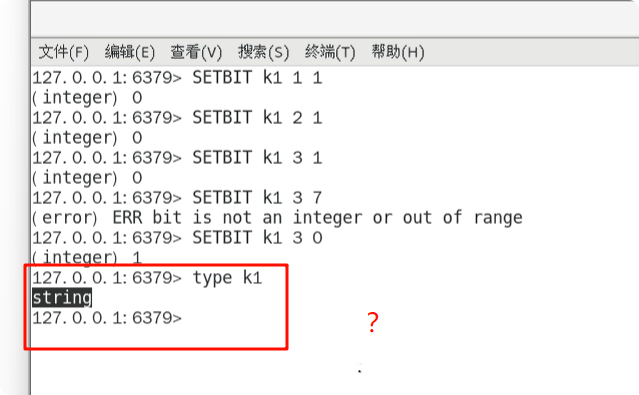 文件(F) 编辑(E) 查看(V) 搜索(S) 终端(T) 帮助(H)
127.0.0.1:6379> SETBIT k1 1 1
(integer) 0
127.0.0.1:6379> SETBIT k1 2 1
(integer) 0
127.0.0.1:6379> SETBIT k1 3 1
(integer) 0
127.0.0.1:6379> SETBIT k1 3 7
(error) ERR bit is not an integer or out of range
127.0.0.1:6379> SETBIT k1 3 0
(integer) 1
127.0.0.1:6379> type k1
string
127.0.0.1:6379>
?